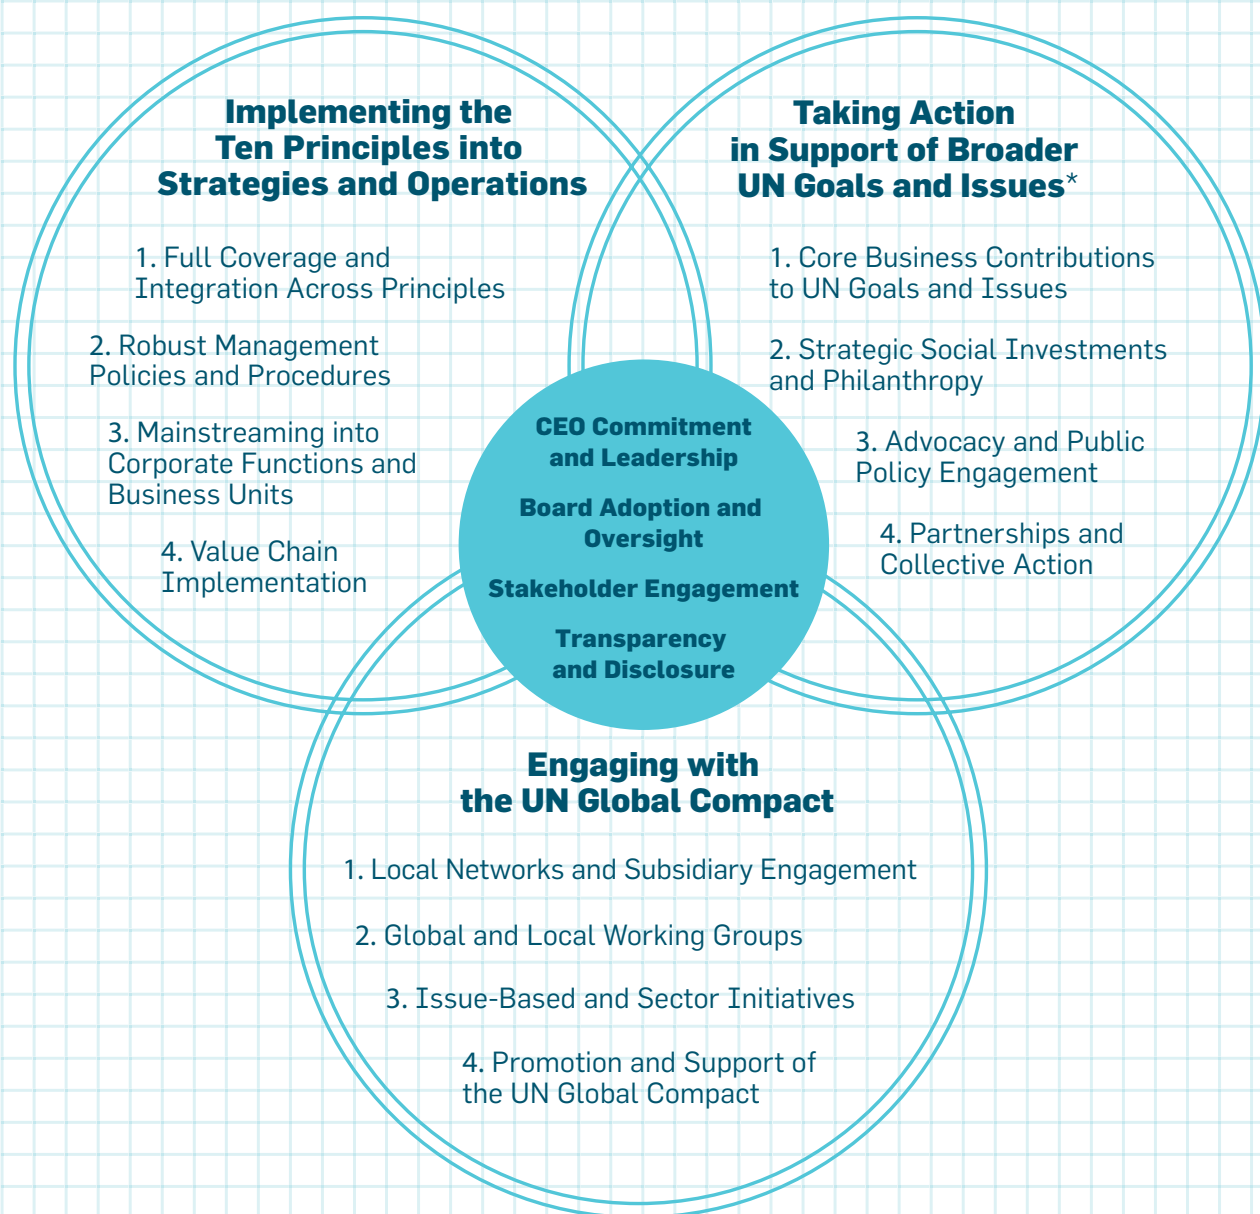 Implementing the
Ten Principles into
Strategies and Operations
1. Full Coverage and
Integration Across Principles
2. Robust Management
Policies and Procedures
3. Mainstreaming into
Corporate Functions and
Business Units
4. Value Chain
Implementation
Taking Action
in Support of Broader
UN Goals and Issues*
1. Core Business Contributions
to UN Goals and Issues
2. Strategic Social Investments
and Philanthropy
3. Advocacy and Public
Policy Engagement
4. Partnerships and
Collective Action
CEO Commitment
and Leadership
Board Adoption and
Oversight
Stakeholder Engagement
Transparency
and Disclosure
Engaging with
the UN Global Compact
1. Local Networks and Subsidiary Engagement
2. Global and Local Working Groups
3. Issue-Based and Sector Initiatives
4. Promotion and Support of
the UN Global Compact